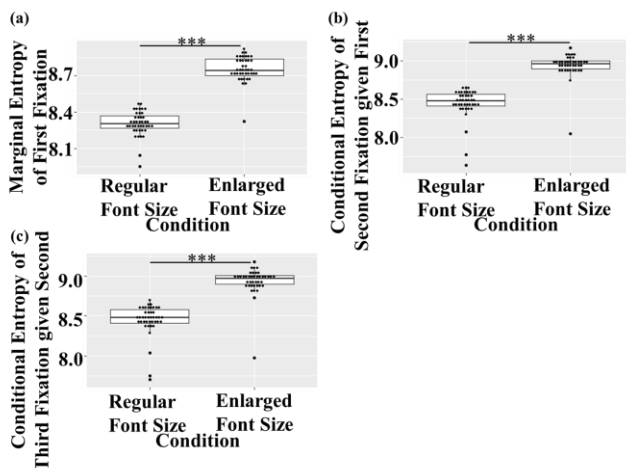 (a)
Marginal Entropy
of First Fixation
8.7
8.4
8.1
***
Regular
Font Size
Enlarged
Font Size
Condition
(b)
Conditional Entropy of
Second Fixation given First
9.0
8.5
8.0
***
Regular
Font Size
Enlarged
Font Size
Condition
(c)
Conditional Entropy of
Third Fixation given Second
9.0
8.5
8.0
***
Regular
Font Size
Enlarged
Font Size
Condition